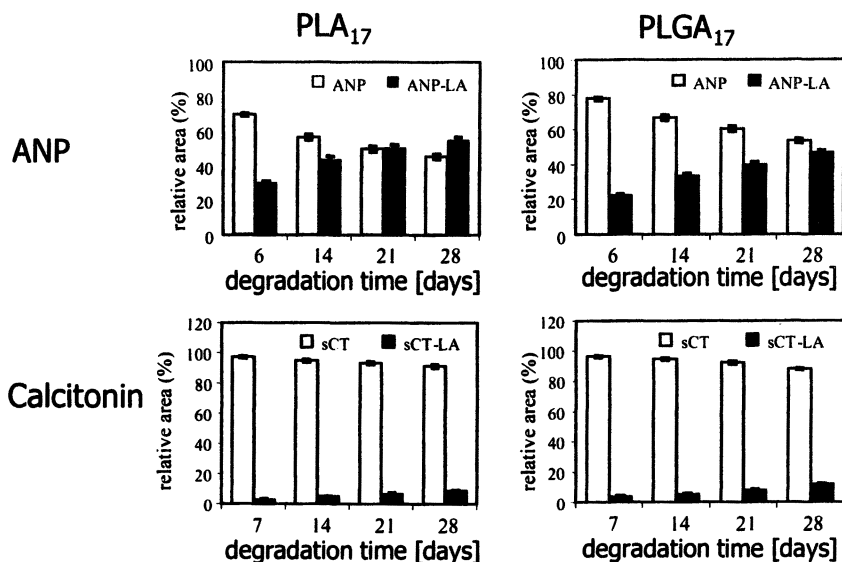 PLA17 PLGA17
ANP
relative area (%)
100
80
60
40
20
0
ANP ANP-LA
6 14 21 28
degradation time [days]
relative area (%)
100
80
60
40
20
0
ANP ANP-LA
6 14 21 28
degradation time [days]
Calcitonin
relative area (%)
120
100
80
60
40
20
0
sCT sCT-LA
7 14 21 28
degradation time [days]
relative area (%)
120
100
80
60
40
20
0
sCT sCT-LA
7 14 21 28
degradation time [days]